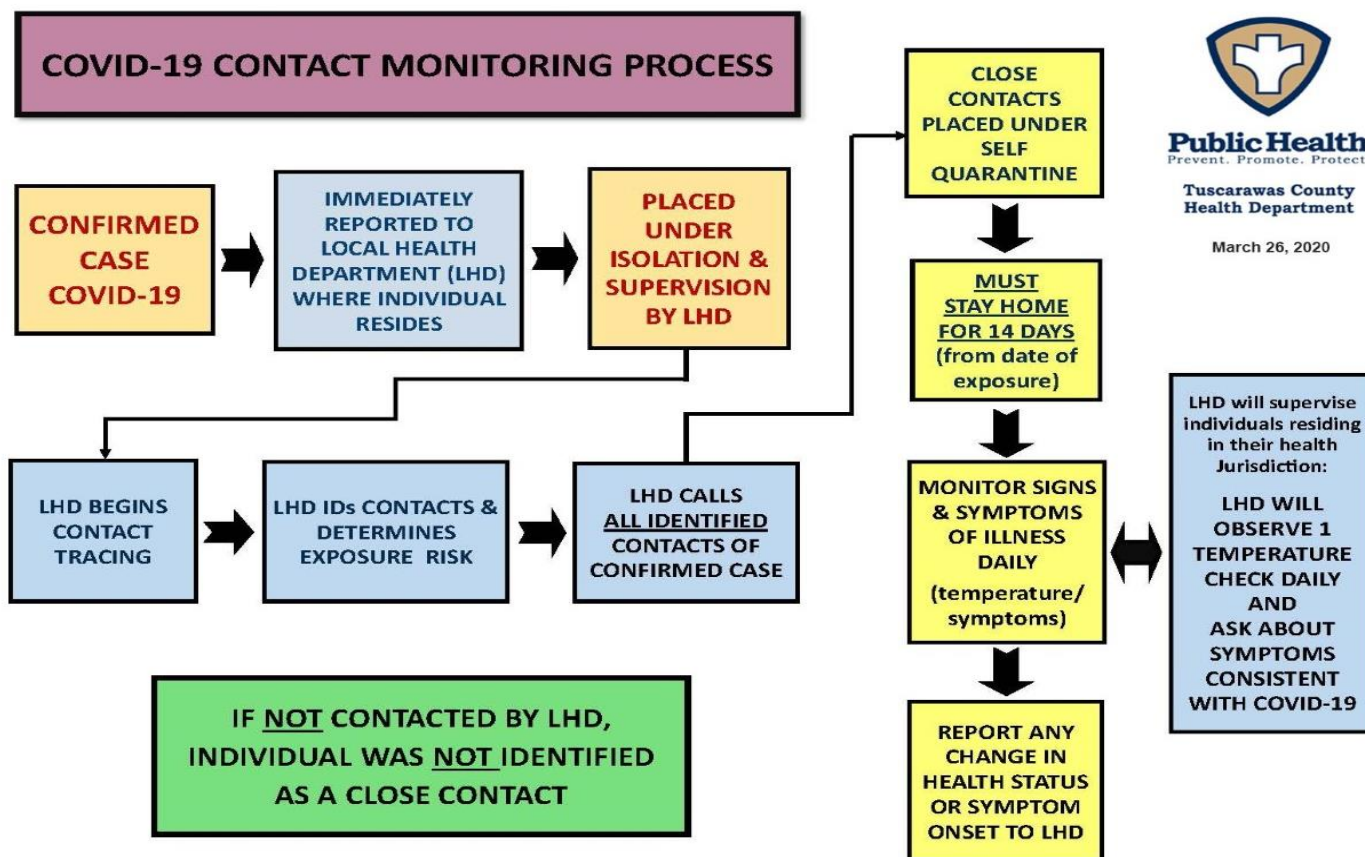 COVID-19 CONTACT MONITORING PROCESS
CONFIRMED
CASE
COVID-19
IMMEDIATELY
REPORTED TO
LOCAL HEALTH
DEPARTMENT (LHD)
WHERE INDIVIDUAL
RESIDES
PLACED
UNDER
ISOLATION &
SUPERVISION
BY LHD
LHD BEGINS
CONTACT
TRACING
LHD IDs CONTACTS &
DETERMINES
EXPOSURE RISK
LHD CALLS
ALL IDENTIFIED
CONTACTS OF
CONFIRMED CASE
IF NOT CONTACTED BY LHD,
INDIVIDUAL WAS NOT IDENTIFIED
AS A CLOSE CONTACT
CLOSE
CONTACTS
PLACED UNDER
SELF
QUARANTINE
MUST
STAY HOME
FOR 14 DAYS
(from date of
exposure)
MONITOR SIGNS
& SYMPTOMS
OF ILLNESS
DAILY
(temperature/
symptoms)
REPORT ANY
CHANGE IN
HEALTH STATUS
OR SYMPTOM
ONSET TO LHD
Public Health
Prevent. Promote. Protect
Tuscarawas County
Health Department
March 26, 2020
LHD will supervise
individuals residing
in their health
Jurisdiction:
LHD WILL
OBSERVE 1
TEMPERATURE
CHECK DAILY
AND
ASK ABOUT
SYMPTOMS
CONSISTENT
WITH COVID-19